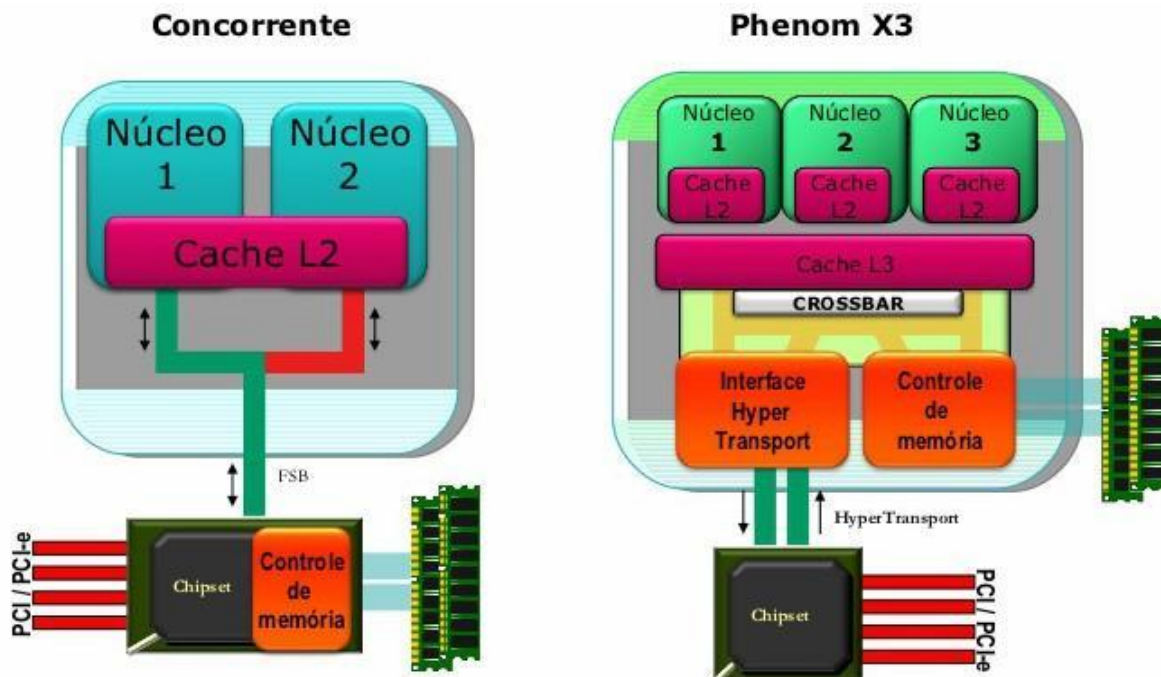 Concorrente
Núcleo
1
Núcleo
2
Cache L2
FSB
Chipset
Controle
de
memória
PCI / PCI-e
Phenom X3
Núcleo
1
Cache
L2
Núcleo
2
Cache
L2
Núcleo
3
Cache
L2
Cache L3
CROSSBAR
Interface
Hyper
Transport
Controle
de
memória
HyperTransport
Chipset
PCI / PCI-e